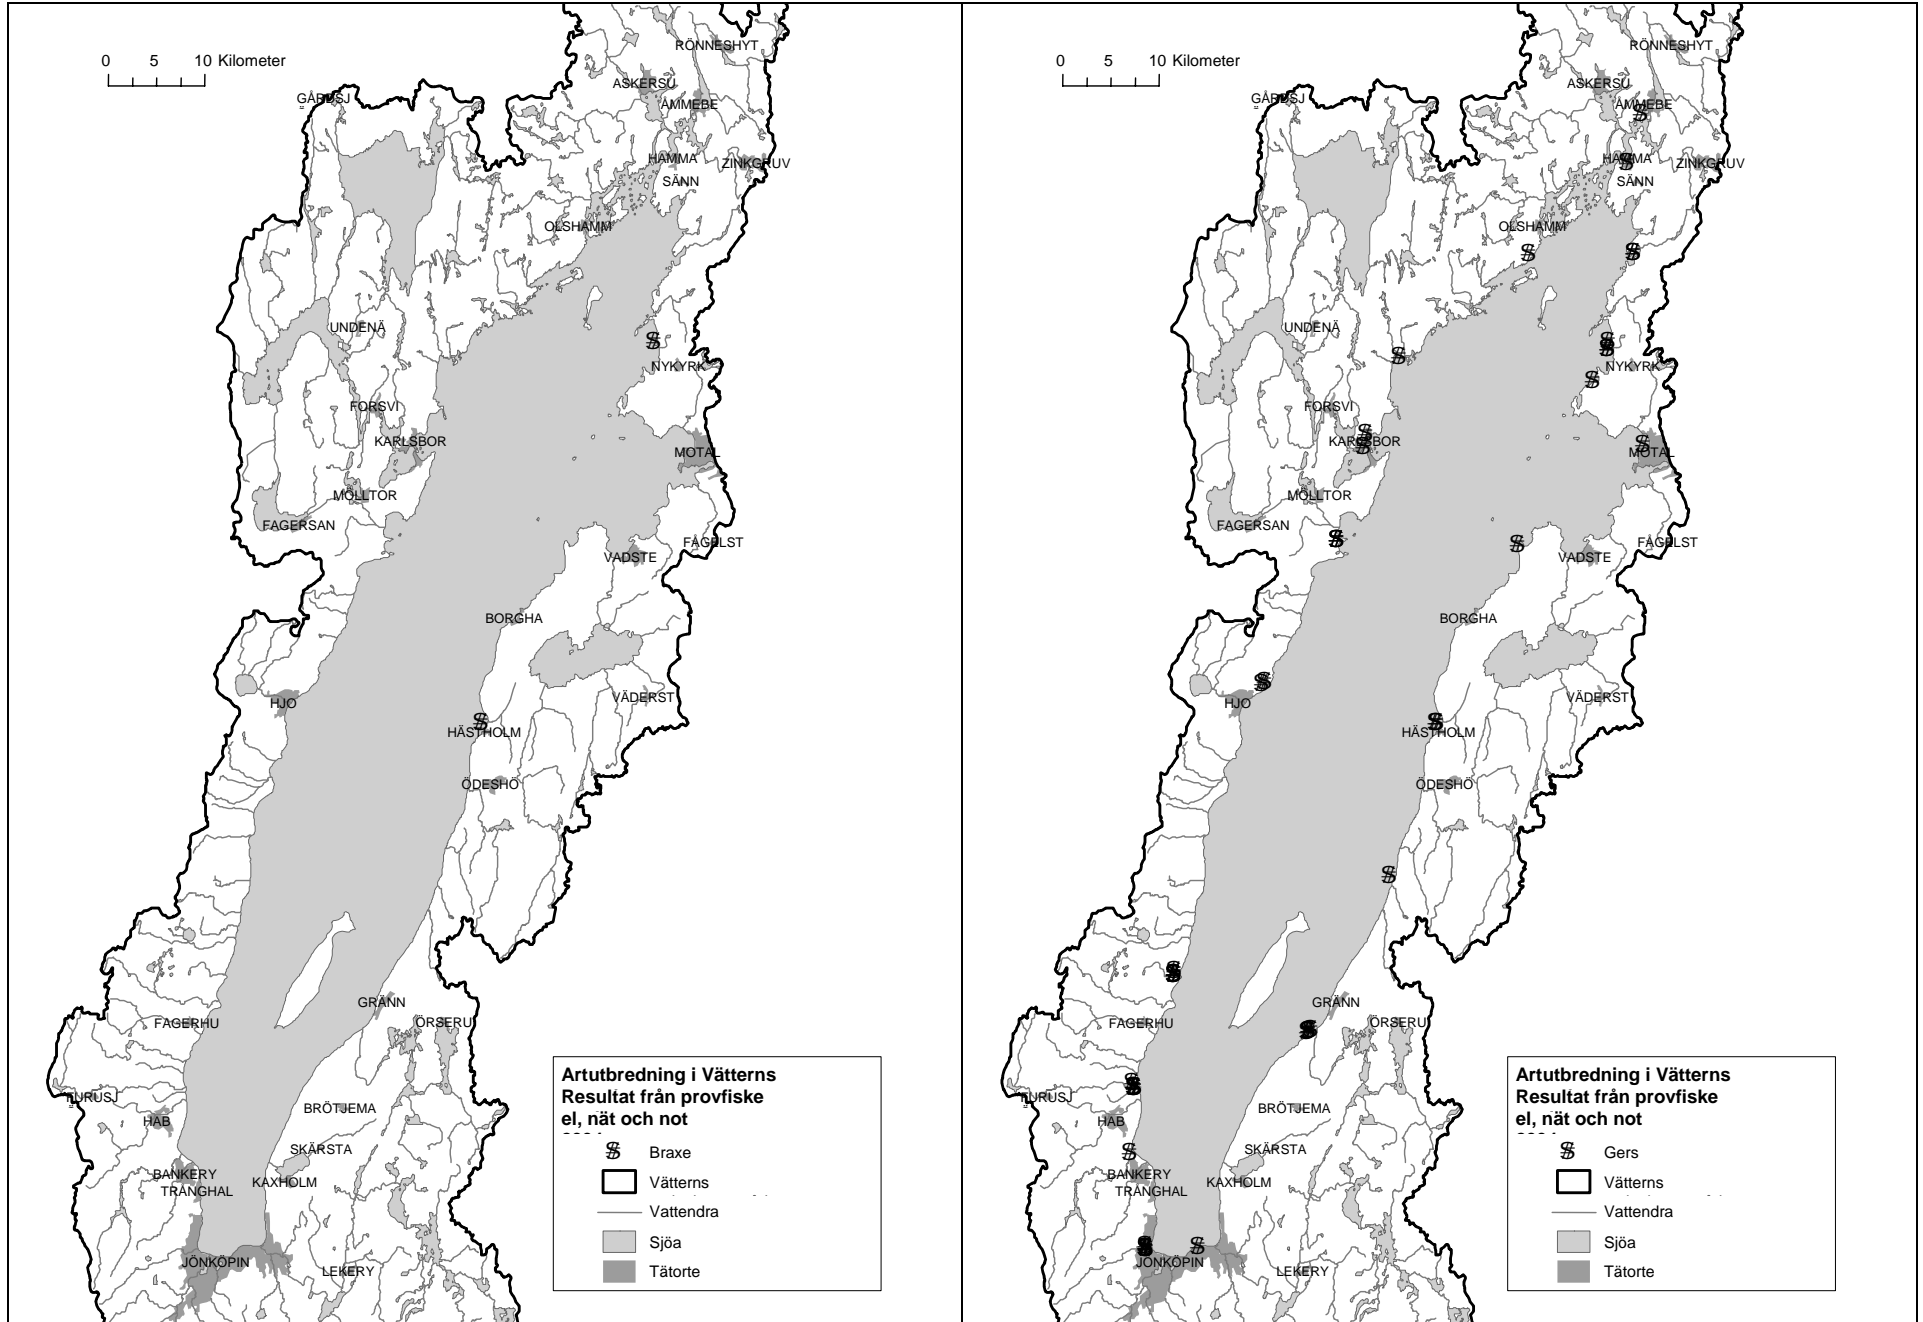 0 5 10 Kilometer
RÖNNESHYT
ASKERSU
ÅMMEBE
GÅRDSJ
HAMMA
ZINKGRUV
SÄNN
OLSHAMM
UNDENÄ
NYKYRK
FORSVI
KARLSBOR
MOTAL
MÖLLTOR
FAGERSAN
FÅGELST
VADSTE
BORGHA
VÄDERST
HJO
HÄSTHOLM
ÖDESHÖ
GRÄNN
FAGERHU
ÖRSERU
FURUSJ
BRÖTJEMA
HAB
SKÄRSTA
BANKERY
KAXHOLM
TRÅNGHAL
JÖNKÖPIN
LEKERY
Artutbredning i Vätterns
Resultat från provfiske
el, nät och not
Braxe
Vätterns
Vattendra
Sjöa
Tätorte
0 5 10 Kilometer
RÖNNESHYT
ASKERSU
ÅMMEBE
GÅRDSJ
HAMMA
ZINKGRUV
SÄNN
OLSHAMM
UNDENÄ
NYKYRK
FORSVI
KARLSBOR
MOTAL
MÖLLTOR
FAGERSAN
FÅGELST
VADSTE
BORGHA
VÄDERST
HJO
HÄSTHOLM
ÖDESHÖ
GRÄNN
FAGERHU
ÖRSERU
FURUSJ
BRÖTJEMA
HAB
SKÄRSTA
BANKERY
KAXHOLM
TRÅNGHAL
JÖNKÖPIN
LEKERY
Artutbredning i Vätterns
Resultat från provfiske
el, nät och not
Gers
Vätterns
Vattendra
Sjöa
Tätorte